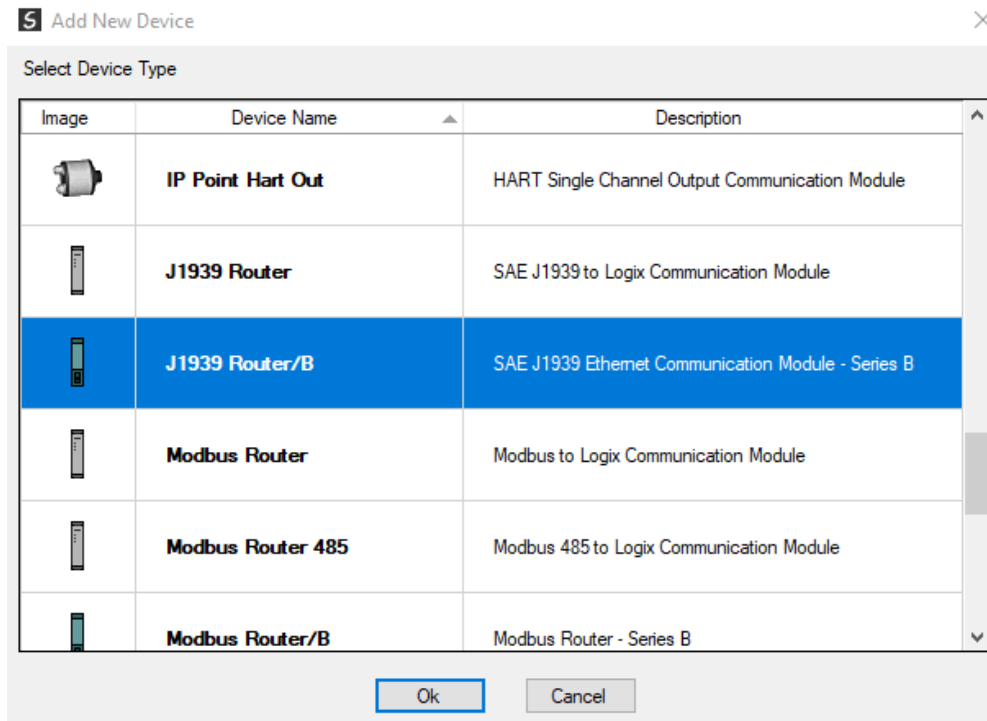 S Add New Device
Select Device Type
Image Device Name Description
IP Point Hart Out HART Single Channel Output Communication Module
J1939 Router SAE J1939 to Logix Communication Module
J1939 Router/B SAE J1939 Ethernet Communication Module - Series B
Modbus Router Modbus to Logix Communication Module
Modbus Router 485 Modbus 485 to Logix Communication Module
Modbus Router/B Modbus Router - Series B
Ok Cancel